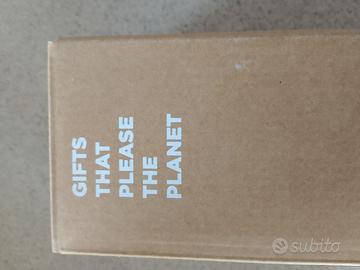 GIFTS
THAT
PLEASE
THE
PLANET
subito